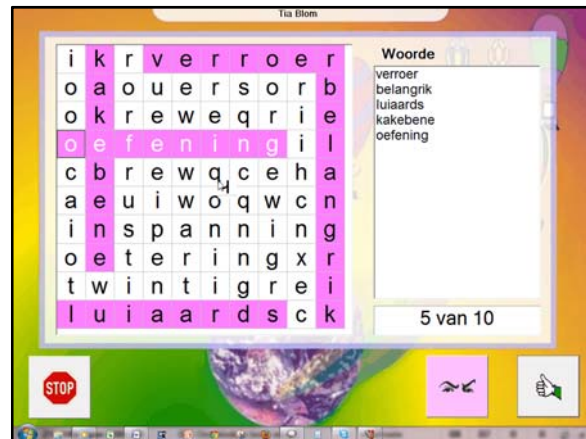 Tia Blom
i k r v e r r o e r
o a o u e r s o r b
o k r e w e q r i e
o e f e n i n g i l
c b r e w q c e h a
a e u i w o q w c n
i n s p a n n i n g
o e t e r i n g x r
t w i n t i g r e i
l u i a a r d s c k
Woorde
verroer
belangrik
luiaards
kakebene
oefening
5 van 10
STOP